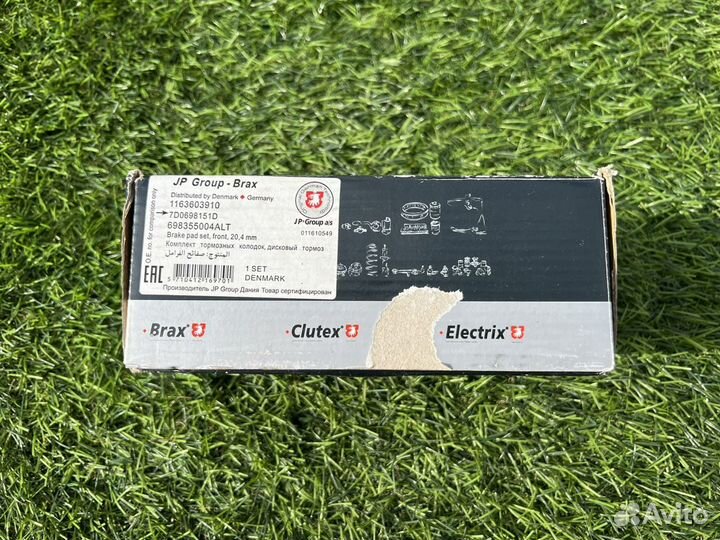 JP Group - Brax
Distributed by Denmark ♦ Germany
1163603910
→7D0698151D
698355004ALT
Brake pad set, front, 20,4 mm
Комплект тормозных колодок,дисковый тормоз
المنتوج: صفائح الفرامل
O.E. no. for comparison only
JP-Group a/s
011610549
EAC
5710412169701
1 SET
DENMARK
Производитель JP Group Дания Товар сертифицирован
Brax
Clutex
Electrix
Avito